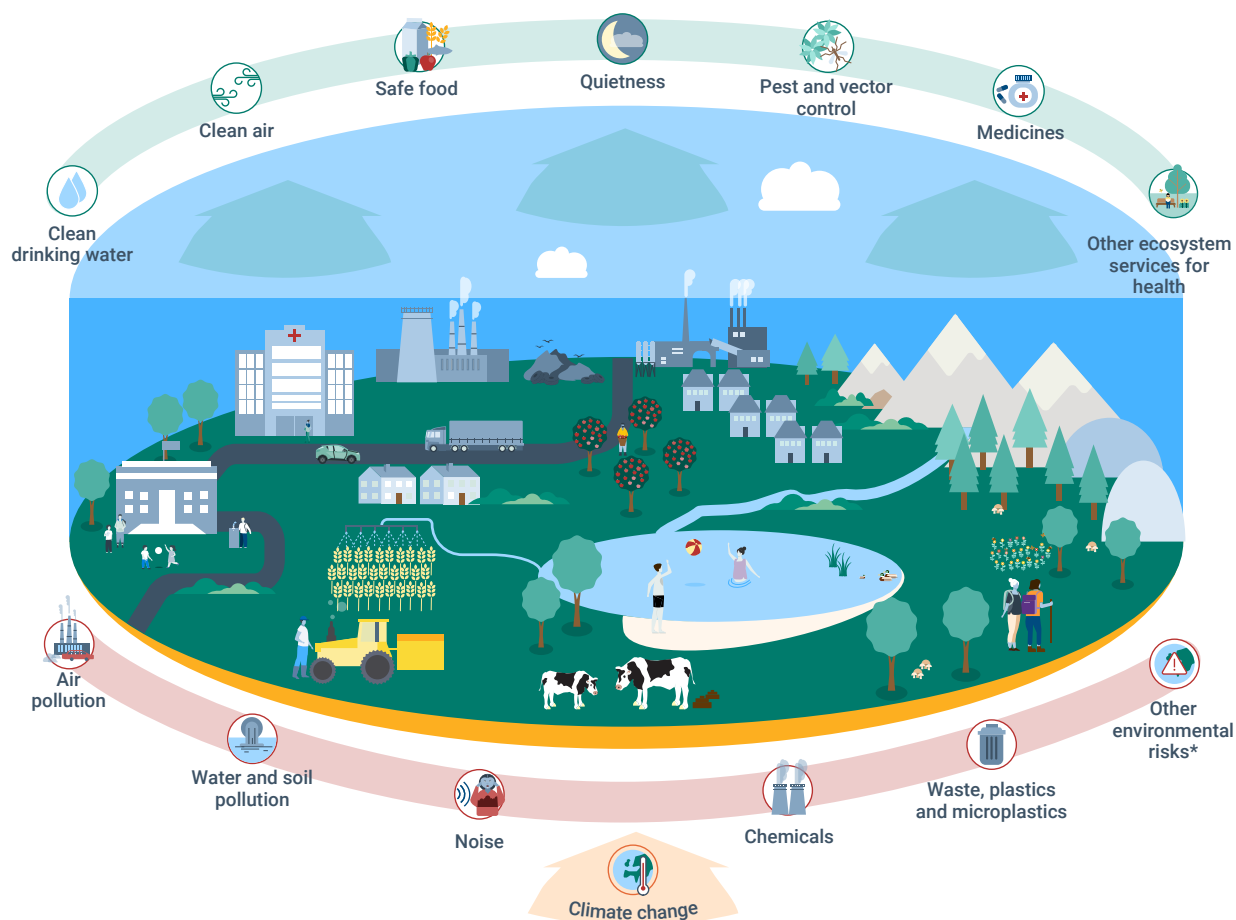 Safe food
Quietness
Pest and vector
control
Clean air
Medicines
Clean
drinking water
Other ecosystem
services for
health
Air
pollution
Other
environmental
risks*
Water and soil
pollution
Waste, plastics
and microplastics
Noise
Chemicals
Climate change